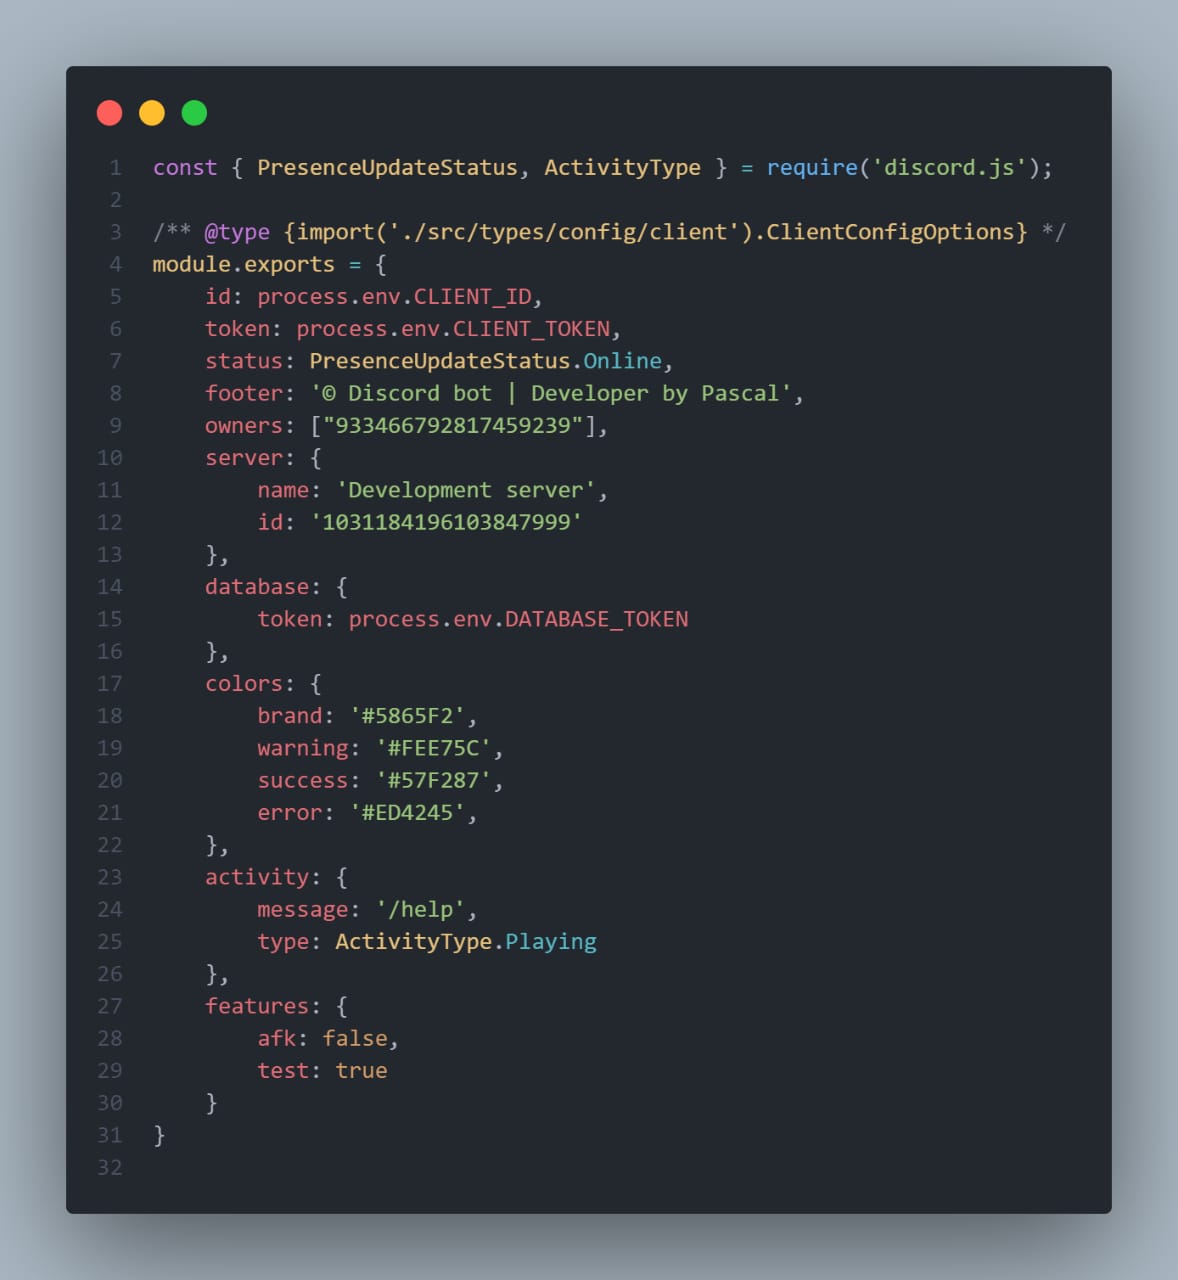 1 const { PresenceUpdateStatus, ActivityType } = require('discord.js');
2
3 /** @type {import('./src/types/config/client').ClientConfigOptions} */
4 module.exports = {
5     id: process.env.CLIENT_ID,
6     token: process.env.CLIENT_TOKEN,
7     status: PresenceUpdateStatus.Online,
8     footer: '© Discord bot | Developer by Pascal',
9     owners: ["933466792817459239"],
10     server: {
11         name: 'Development server',
12         id: '1031184196103847999'
13     },
14     database: {
15         token: process.env.DATABASE_TOKEN
16     },
17     colors: {
18         brand: '#5865F2',
19         warning: '#FEE75C',
20         success: '#57F287',
21         error: '#ED4245',
22     },
23     activity: {
24         message: '/help',
25         type: ActivityType.Playing
26     },
27     features: {
28         afk: false,
29         test: true
30     }
31 }
32